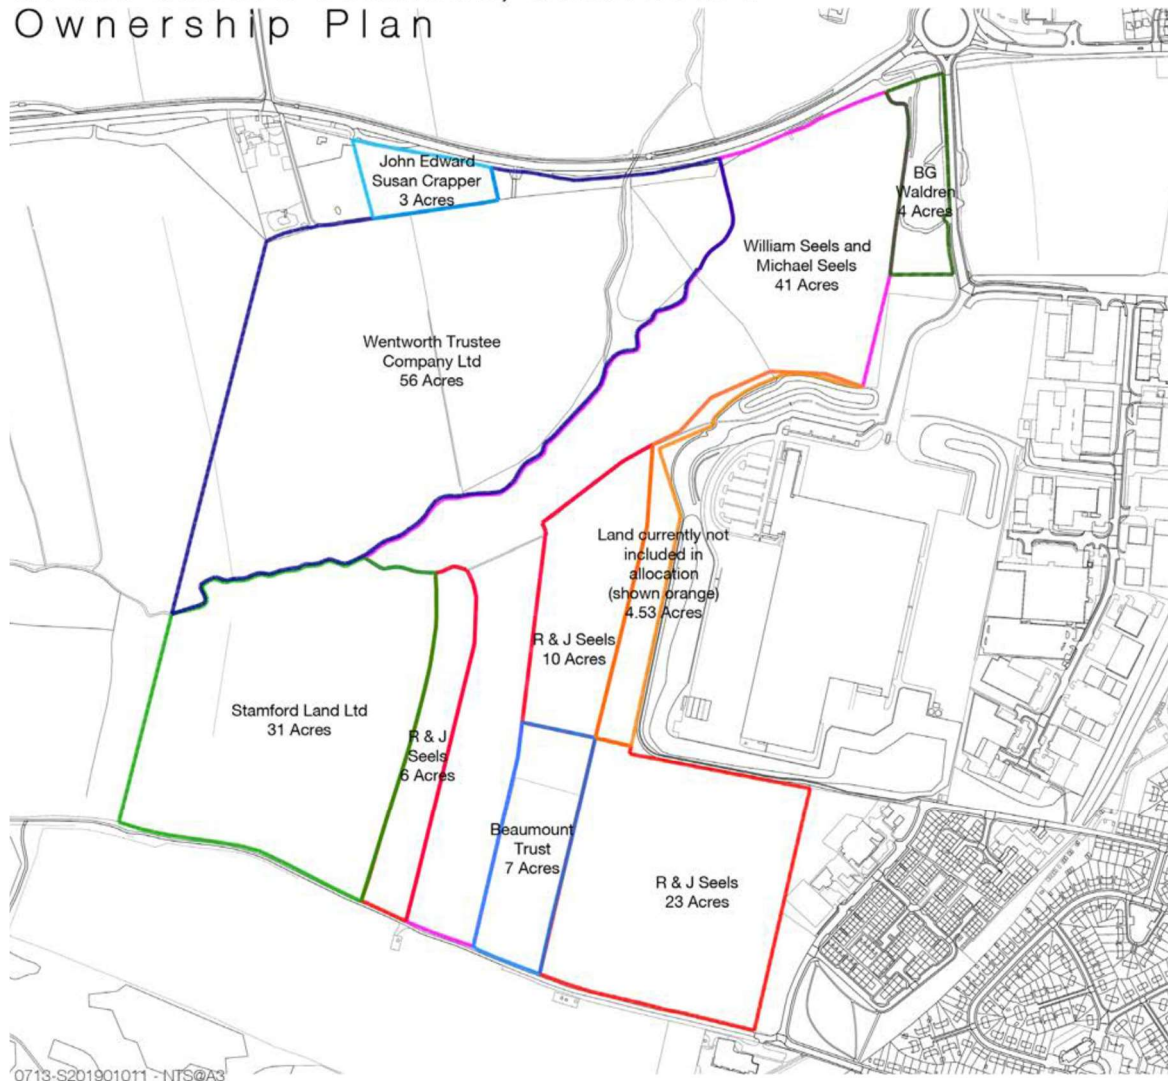 Ownership Plan
John Edward
Susan Crapper
3 Acres
BG
Waldren
4 Acres
William Seels and
Michael Seels
41 Acres
Wentworth Trustee
Company Ltd
56 Acres
Land currently not
included in
allocation
(shown orange)
4.53 Acres
R & J Seels
10 Acres
Stamford Land Ltd
31 Acres
R & J
Seels
6 Acres
Beaumount
Trust
7 Acres
R & J Seels
23 Acres
0713-S201901011 - NTS@A3